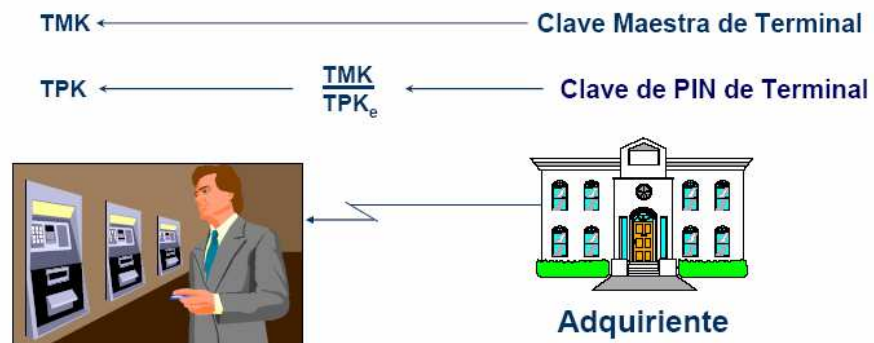 TMK Clave Maestra de Terminal
TMK
TPK Clave de PIN de Terminal
TPKe
Adquiriente